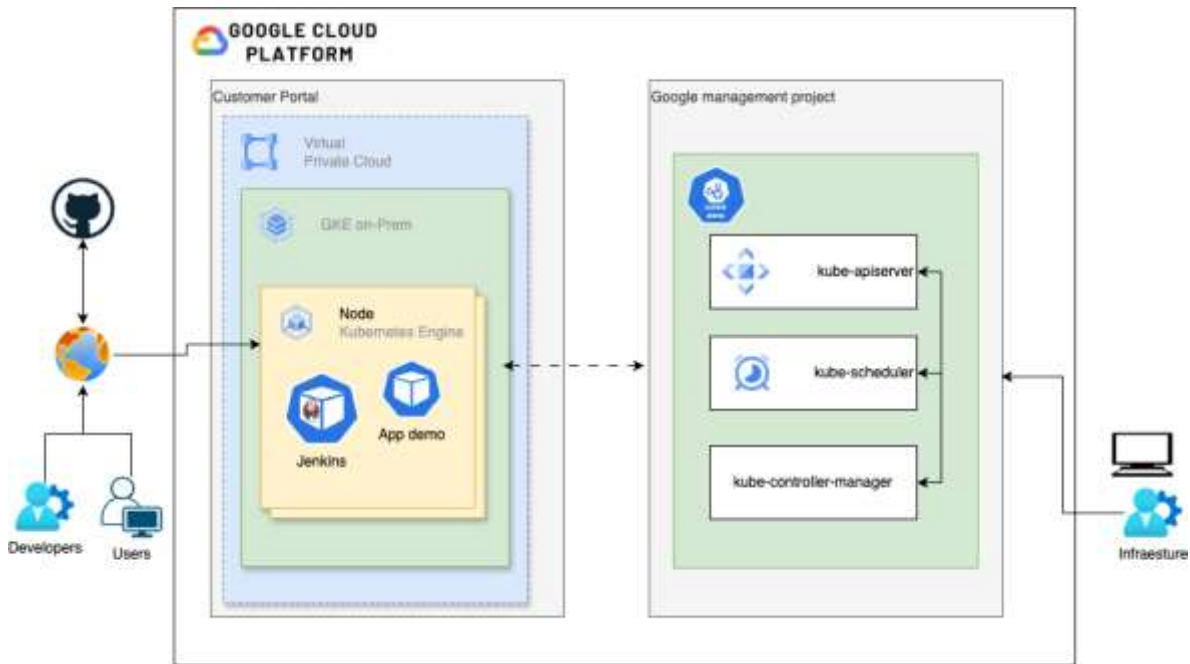 GOOGLE CLOUD
PLATFORM
Customer Portal
Virtual
Private Cloud
GKE on-Prem
Node
Kubernetes Engine
Jenkins
App demo
Google management project
kube-apiserver
kube-scheduler
kube-controller-manager
Developers
Users
Infraesture